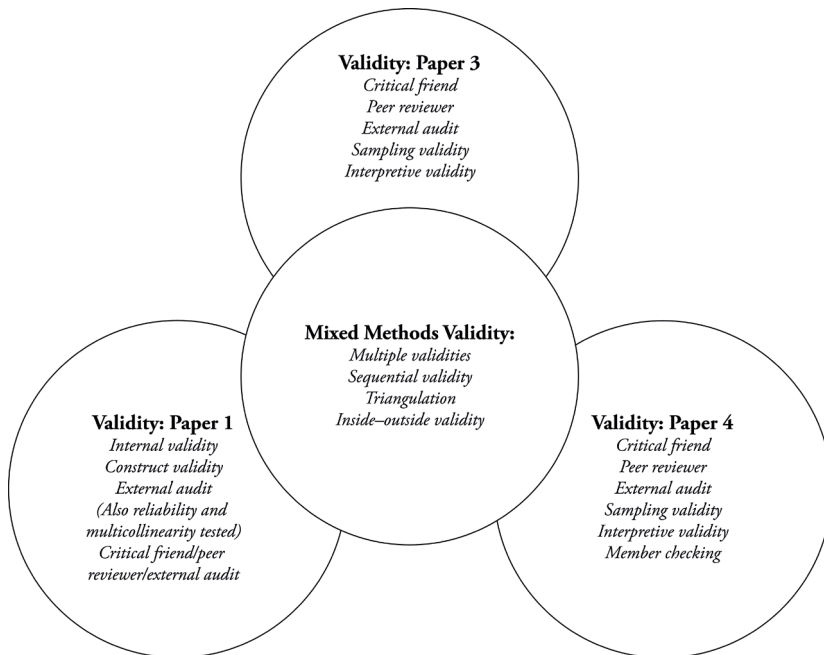 Validity: Paper 3
Critical friend
Peer reviewer
External audit
Sampling validity
Interpretive validity
Mixed Methods Validity:
Multiple validities
Sequential validity
Triangulation
Inside–outside validity
Validity: Paper 1
Internal validity
Construct validity
External audit
(Also reliability and
multicollinearity tested)
Critical friend/peer
reviewer/external audit
Validity: Paper 4
Critical friend
Peer reviewer
External audit
Sampling validity
Interpretive validity
Member checking